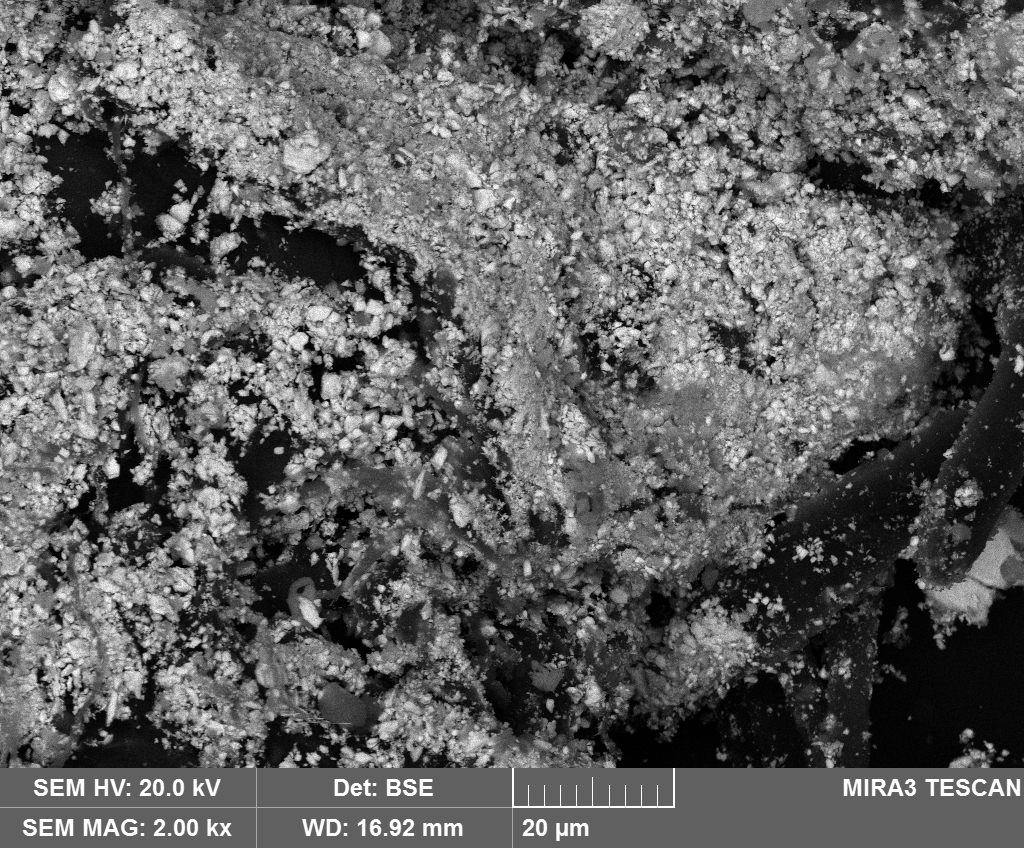 SEM HV: 20.0 kV Det: BSE MIRA3 TESCAN
SEM MAG: 2.00 kx WD: 16.92 mm 20 µm